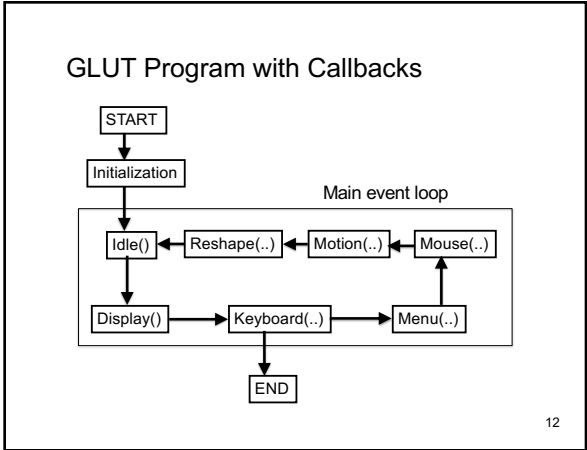 GLUT Program with Callbacks
START
Initialization
Main event loop
Idle() Reshape(..) Motion(..) Mouse(..)
Display() Keyboard(..) Menu(..)
END
12